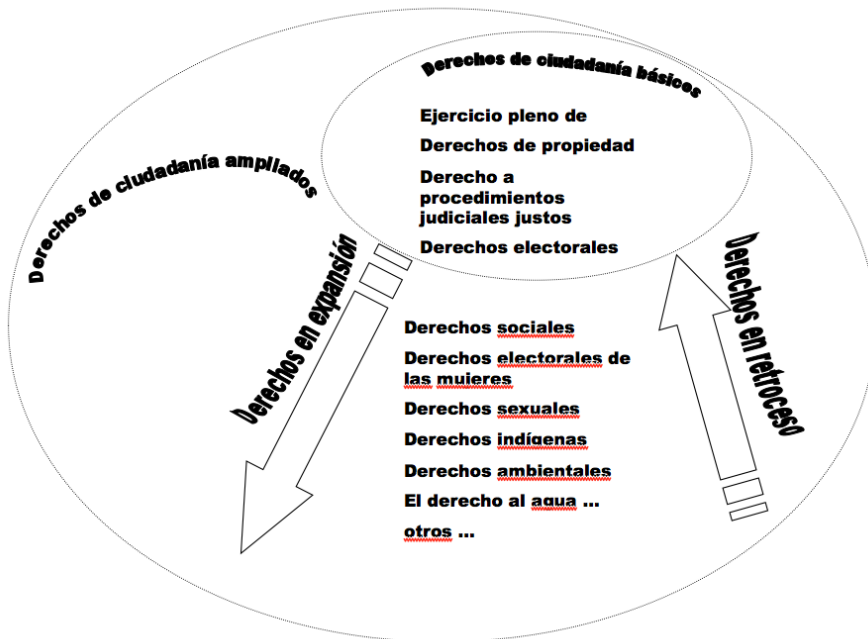 Derechos de ciudadanía básicos
Ejercicio pleno de
Derechos de propiedad
Derecho a
procedimientos
judiciales justos
Derechos electorales
Derechos de ciudadanía ampliados
Derechos en expansión
Derechos en retroceso
Derechos sociales
Derechos electorales de
las mujeres
Derechos sexuales
Derechos indígenas
Derechos ambientales
El derecho al agua ...
otros ...